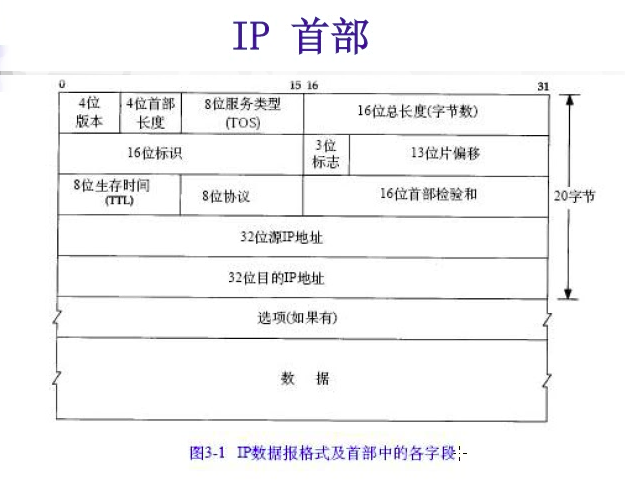 IP 首部
0 15 16 31
4位
版本
4位首部
长度
8位服务类型
(TOS)
16位总长度(字节数)
16位标识
3位
标志
13位片偏移
8位生存时间
(TTL)
8位协议
16位首部检验和
20字节
32位源IP地址
32位目的IP地址
选项(如果有)
数 据
图3-1 IP数据报格式及首部中的各字段